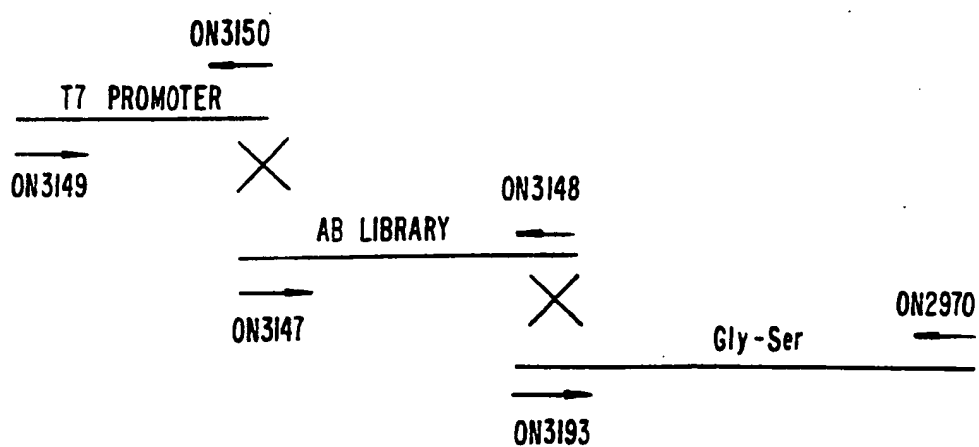 ON3150
T7 PROMOTER
ON3149
ON3148
AB LIBRARY
ON3147
ON2970
Gly-Ser
ON3193